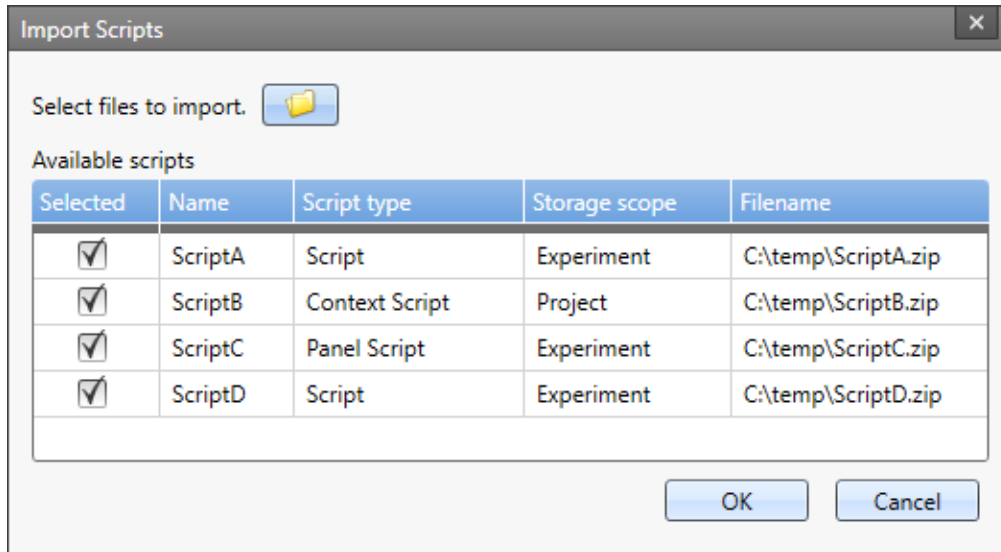 Import Scripts
Select files to import.
Available scripts
Selected Name Script type Storage scope Filename
ScriptA Script Experiment C:\temp\ScriptA.zip
ScriptB Context Script Project C:\temp\ScriptB.zip
ScriptC Panel Script Experiment C:\temp\ScriptC.zip
ScriptD Script Experiment C:\temp\ScriptD.zip
OK Cancel